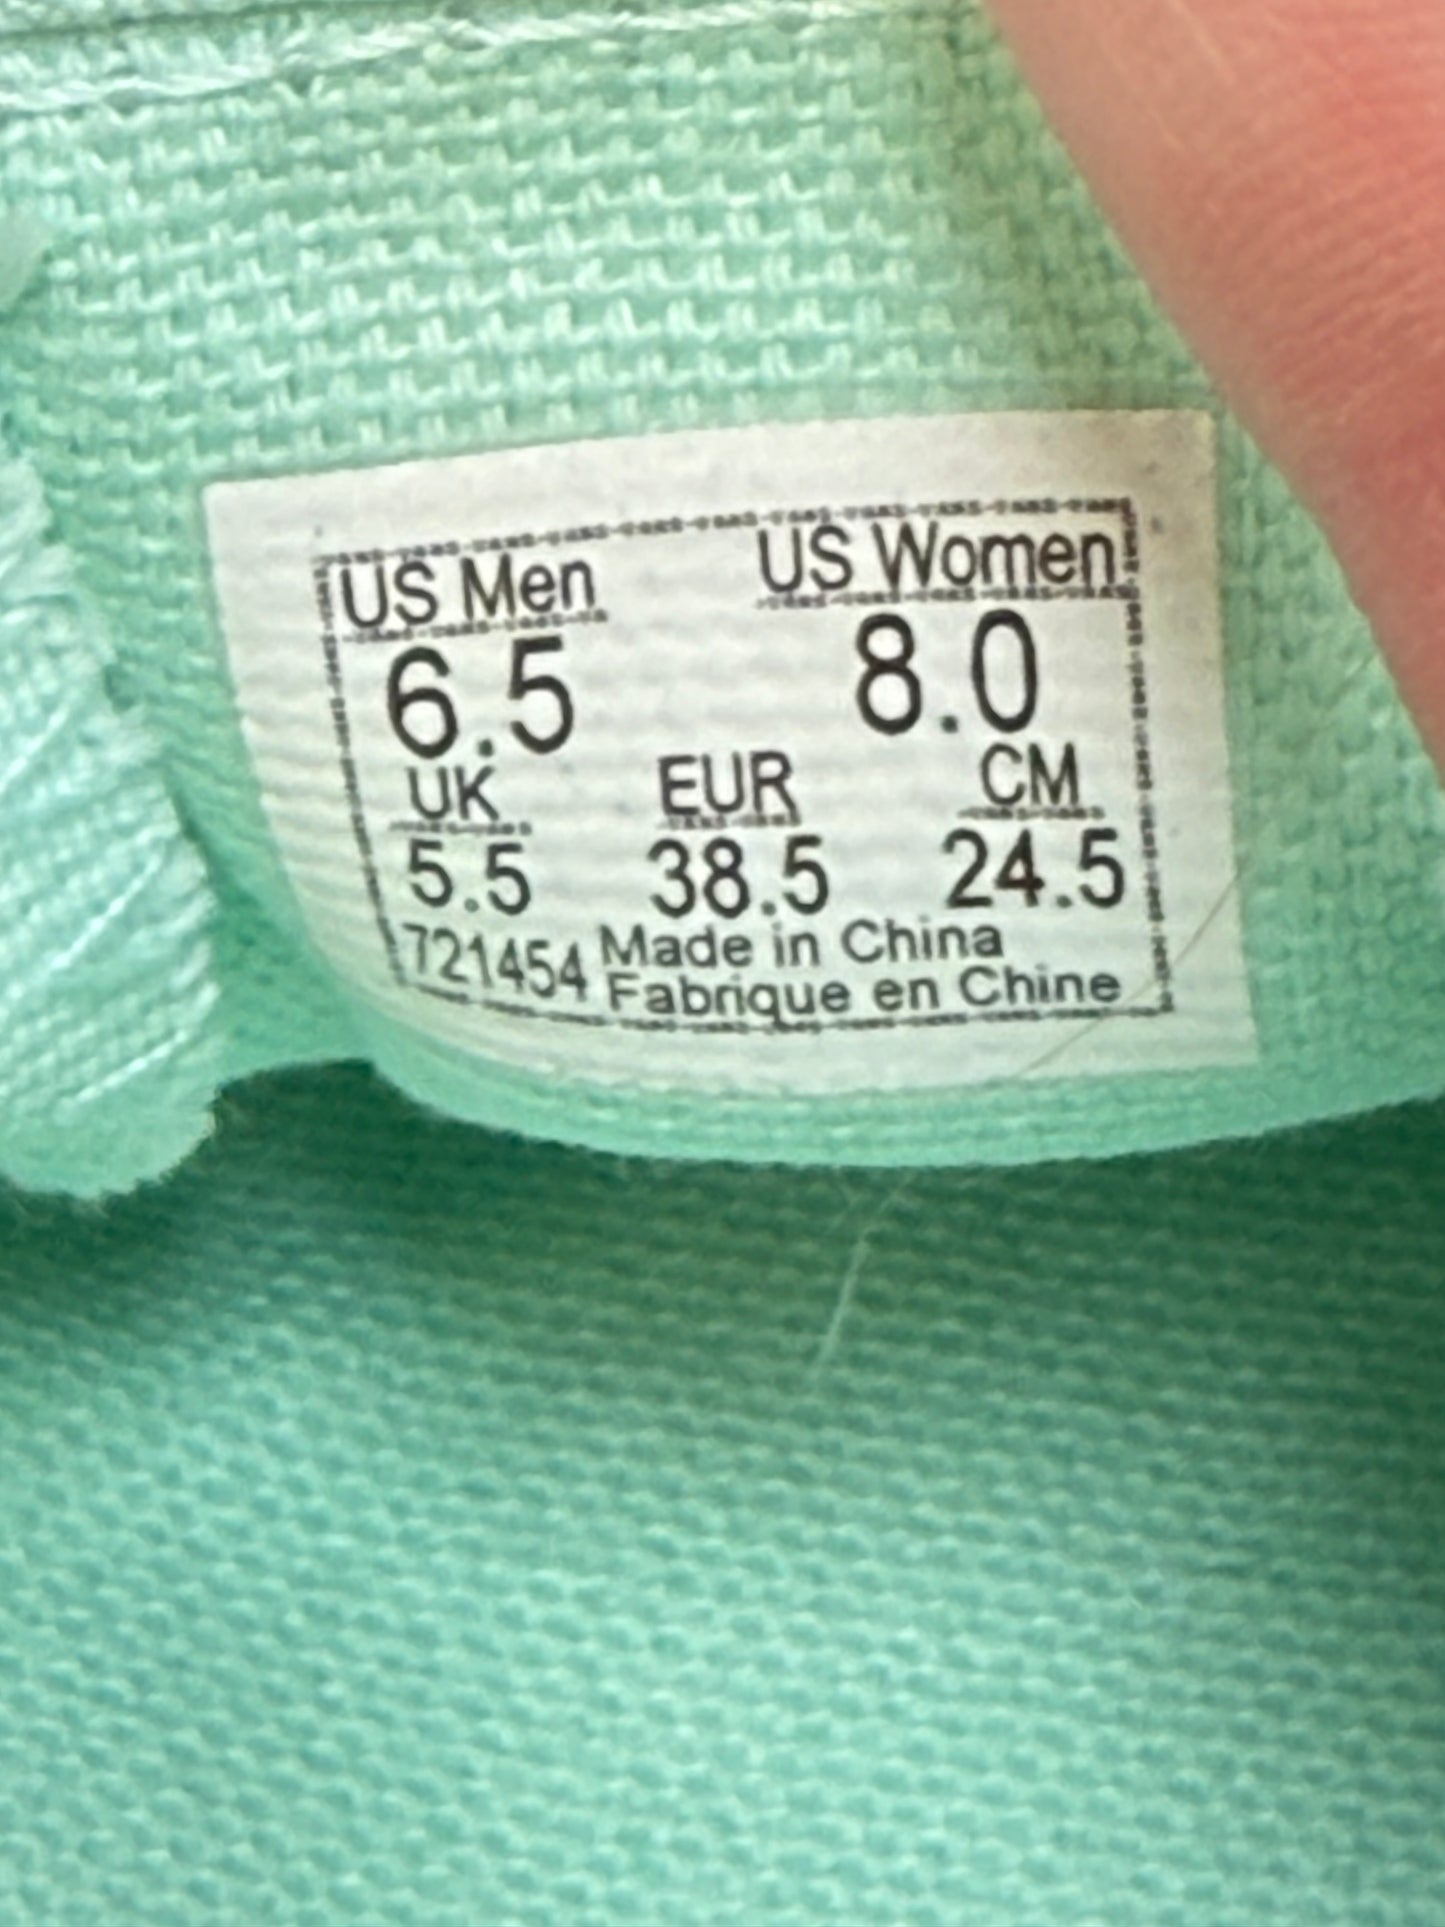 US Men US Women
6.5 8.0
UK EUR CM
5.5 38.5 24.5
721454 Made in China
Fabrique en Chine